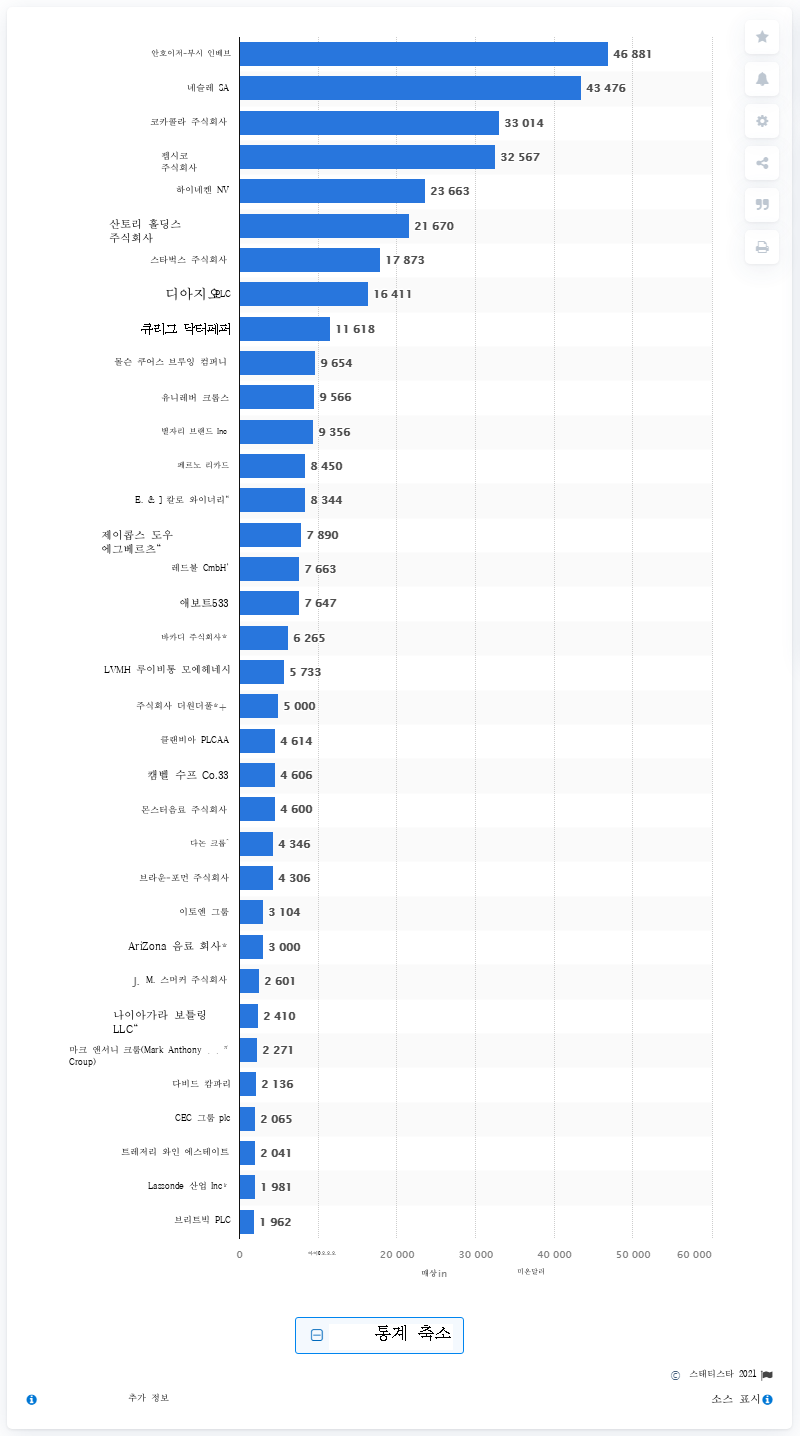 안호이저-부시 인베브 46 881
네슬레 SA 43 476
코카콜라 주식회사 33 014
펩시코
주식회사 32 567
하이네켄 NV 23 663
산토리 홀딩스
주식회사 21 670
스타벅스 주식회사 17 873
디아지오PLC 16 411
큐리그 닥터페퍼 11 618
몰슨 쿠어스 브루잉 컴퍼니 9 654
유니레버 크룹스 9 566
밸자리 브랜드 Inc 9 356
페르노 리카드 8 450
E. & J 칼로 와이너리" 8 344
제이콥스 도우
에그베르츠" 7 890
레드불 CmbH' 7 663
애보트533 7 647
바카디 주식회사* 6 265
LVMH 루이비통 모에헤네시 5 733
주식회사 더원더풀*+ 5 000
클랜비아 PLCAA 4 614
캠벨 수프 Co.33 4 606
몬스터음료 주식회사 4 600
다논 크룹' 4 346
브라운-포먼 주식회사 4 306
이토엔 그룹 3 104
AriZona 음료 회사* 3 000
J. M. 스머커 주식회사 2 601
나이아가라 보틀링
LLC" 2 410
마크 앤서니 크룹(Mark Anthony . . " 2 271
Croup)
다비드 캄파리 2 136
CEC 그룹 plc 2 065
트레저리 와인 에스테이트 2 041
Lassonde 산업 Inc* 1 981
브리트빅 PLC 1 962
0 20 000 30 000 40 000 50 000 60 000
매상in 미온달러
통계 축소
© 스태티스타 2021
추가 정보 소스 표시